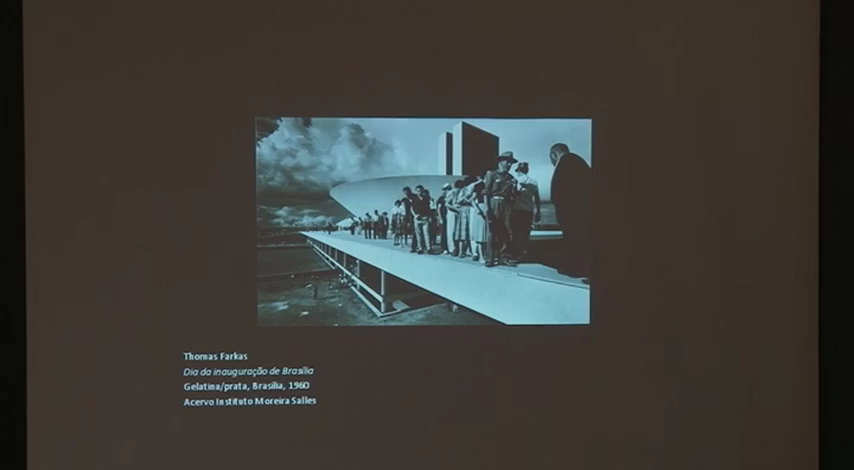 Thomas Farkas
Dia da inauguração de Brasília
Gelatina/prata, Brasília, 1960
Acervo Instituto Moreira Salles